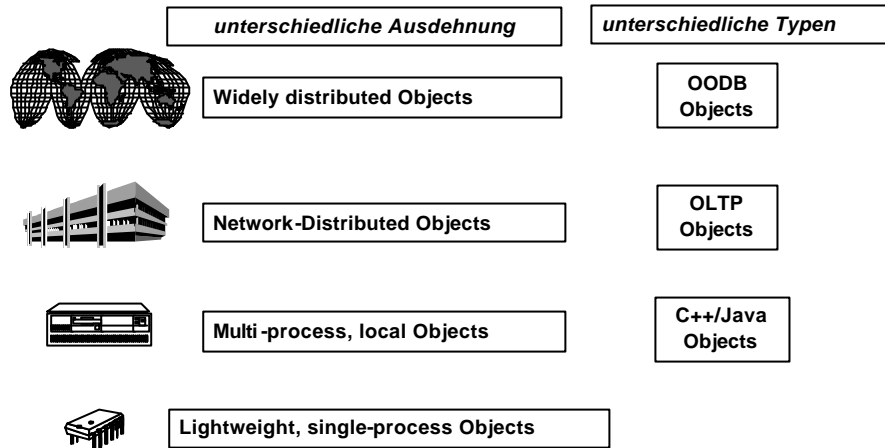 unterschiedliche Ausdehnung
unterschiedliche Typen
Widely distributed Objects
OODB
Objects
Network-Distributed Objects
OLTP
Objects
Multi-process, local Objects
C++/Java
Objects
Lightweight, single-process Objects